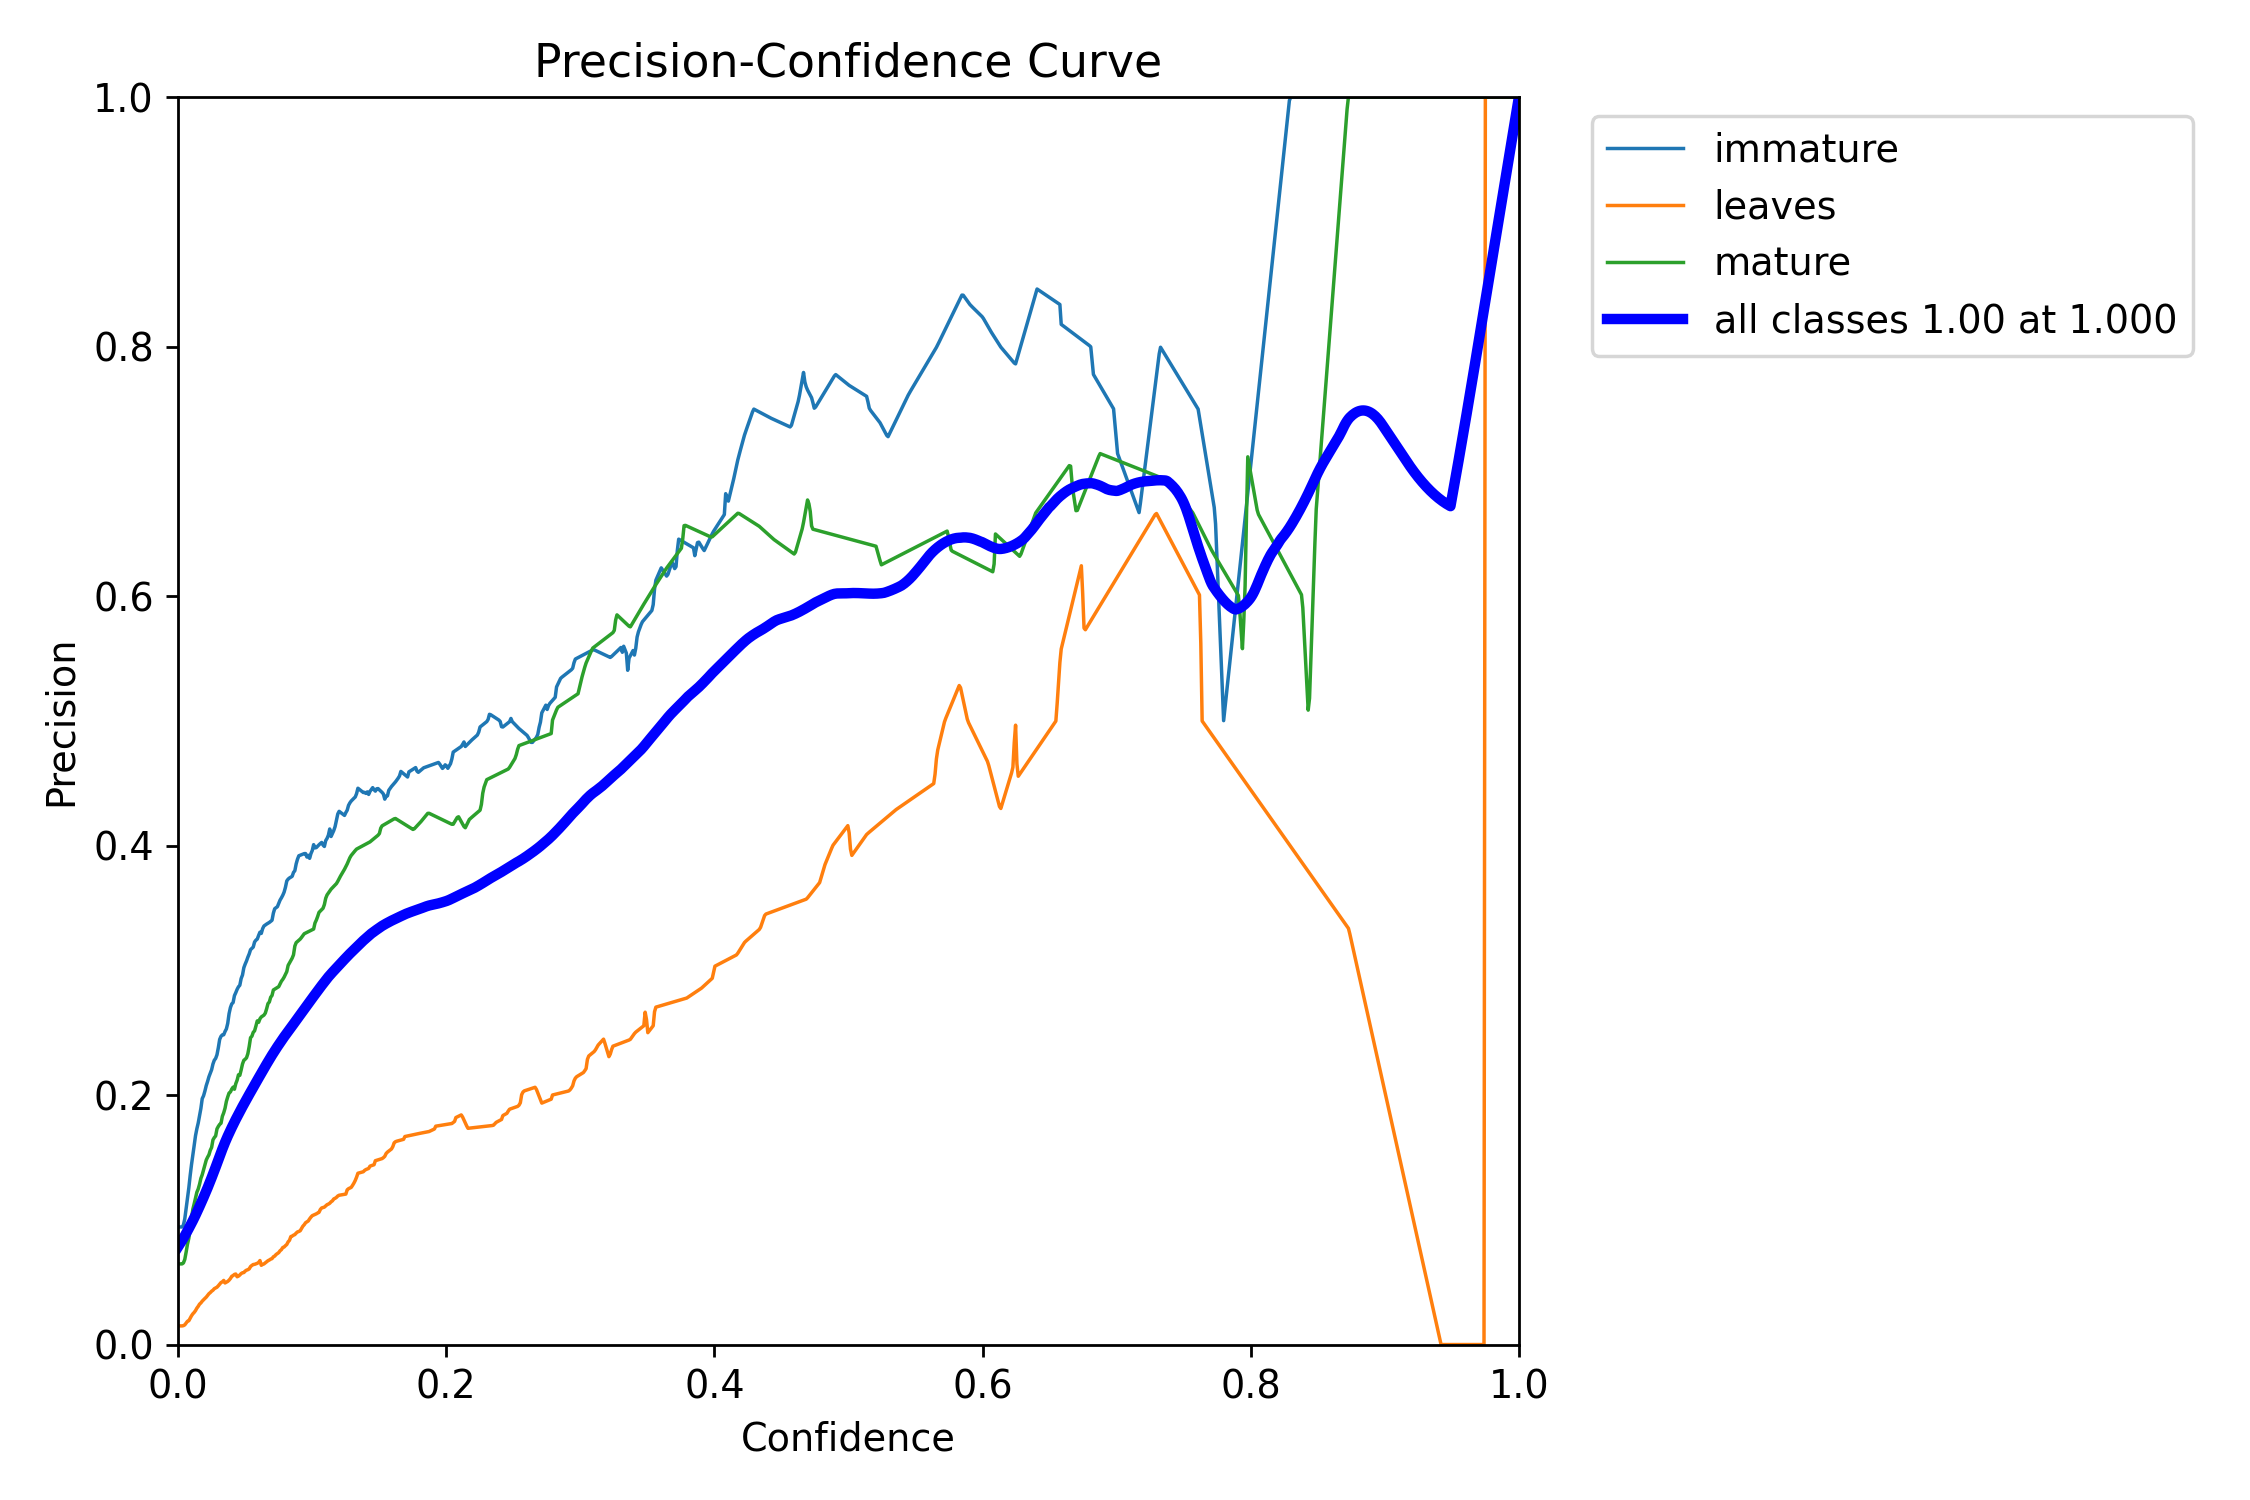 Precision-Confidence Curve
1.0
0.8
0.6
0.4
0.2
0.0
Precision
0.0 0.2 0.4 0.6 0.8 1.0
Confidence
immature
leaves
mature
all classes 1.00 at 1.000